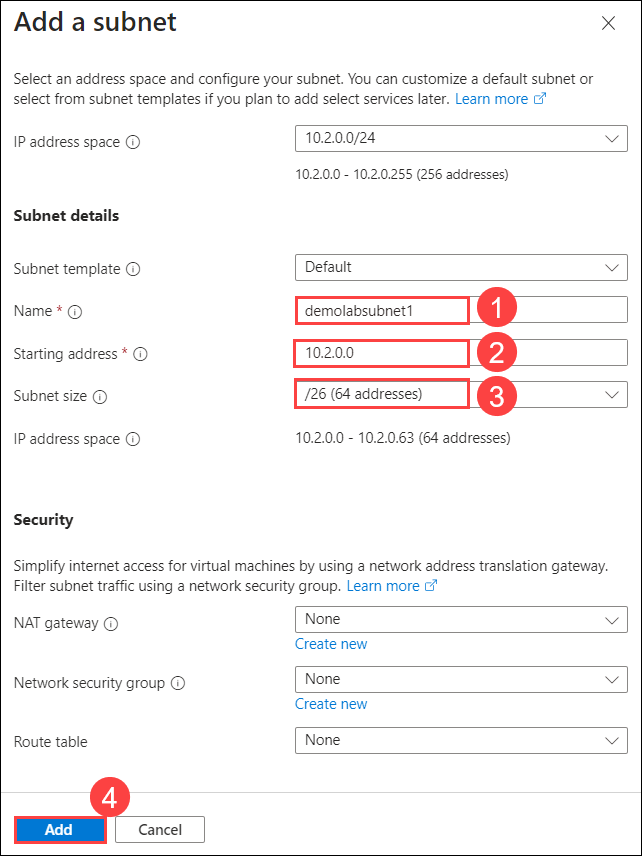 Add a subnet
Select an address space and configure your subnet. You can customize a default subnet or
select from subnet templates if you plan to add select services later. Learn more
IP address space
10.2.0.0/24
10.2.0.0 - 10.2.0.255 (256 addresses)
Subnet details
Subnet template
Default
Name *
demolabsubnet1
1
Starting address *
10.2.0.0
2
Subnet size
/26 (64 addresses)
3
IP address space
10.2.0.0 - 10.2.0.63 (64 addresses)
Security
Simplify internet access for virtual machines by using a network address translation gateway.
Filter subnet traffic using a network security group. Learn more
NAT gateway
None
Create new
Network security group
None
Create new
Route table
None
4
Add
Cancel